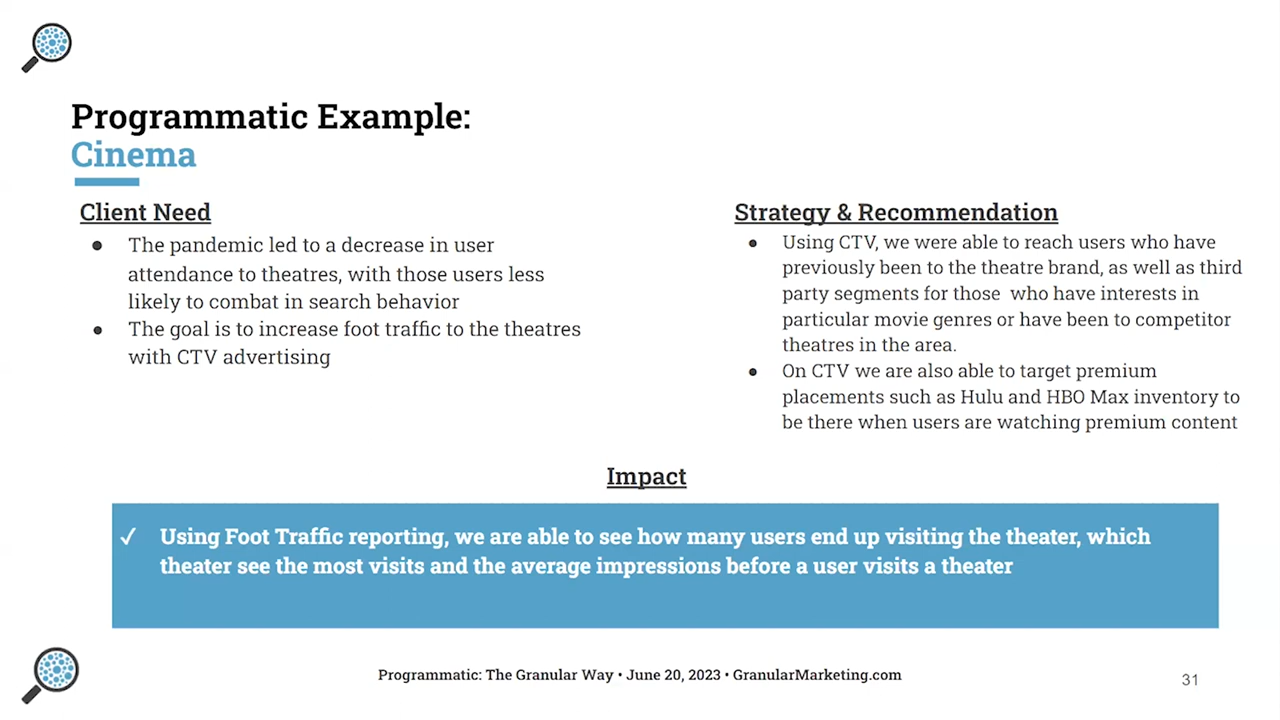 Programmatic Example:
Cinema
Client Need
● The pandemic led to a decrease in user
attendance to theatres, with those users less
likely to combat in search behavior
● The goal is to increase foot traffic to the theatres
with CTV advertising
Strategy & Recommendation
● Using CTV, we were able to reach users who have
previously been to the theatre brand, as well as third
party segments for those who have interests in
particular movie genres or have been to competitor
theatres in the area.
● On CTV we are also able to target premium
placements such as Hulu and HBO Max inventory to
be there when users are watching premium content
Impact
✓ Using Foot Traffic reporting, we are able to see how many users end up visiting the theater, which
theater see the most visits and the average impressions before a user visits a theater
Programmatic: The Granular Way • June 20, 2023 • GranularMarketing.com
31